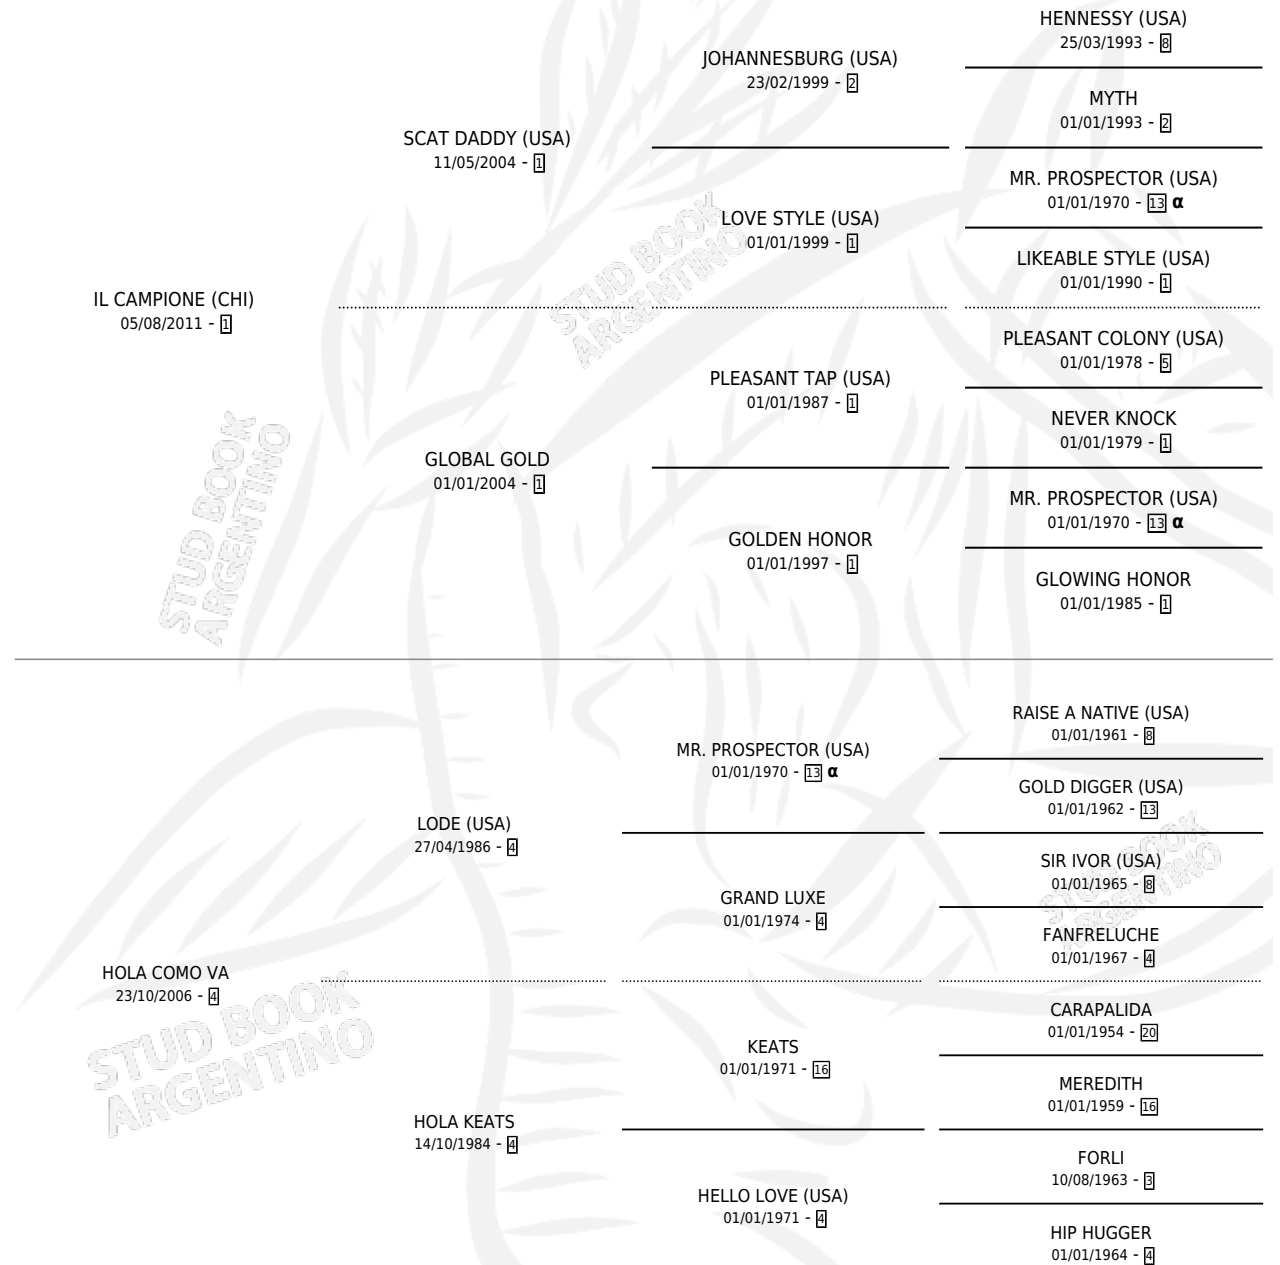 HENNESSY (USA)
25/03/1993 - 8
JOHANNESBURG (USA)
23/02/1999 - 2
MYTH
01/01/1993 - 2
SCAT DADDY (USA)
11/05/2004 - 1
MR. PROSPECTOR (USA)
01/01/1970 - 13 α
LOVE STYLE (USA)
01/01/1999 - 1
LIKEABLE STYLE (USA)
01/01/1990 - 1
IL CAMPIONE (CHI)
05/08/2011 - 1
PLEASANT COLONY (USA)
01/01/1978 - 5
PLEASANT TAP (USA)
01/01/1987 - 1
NEVER KNOCK
01/01/1979 - 1
GLOBAL GOLD
01/01/2004 - 1
MR. PROSPECTOR (USA)
01/01/1970 - 13 α
GOLDEN HONOR
01/01/1997 - 1
GLOWING HONOR
01/01/1985 - 1
RAISE A NATIVE (USA)
01/01/1961 - 8
MR. PROSPECTOR (USA)
01/01/1970 - 13 α
GOLD DIGGER (USA)
01/01/1962 - 13
LODE (USA)
27/04/1986 - 4
SIR IVOR (USA)
01/01/1965 - 8
GRAND LUXE
01/01/1974 - 4
FANFRELUCHE
01/01/1967 - 4
HOLA COMO VA
23/10/2006 - 4
CARAPALIDA
01/01/1954 - 20
KEATS
01/01/1971 - 16
MEREDITH
01/01/1959 - 16
HOLA KEATS
14/10/1984 - 4
FORLI
10/08/1963 - 3
HELLO LOVE (USA)
01/01/1971 - 4
HIP HUGGER
01/01/1964 - 4
STUD BOOK
ARGENTINO
STUD BOOK
ARGENTINO
STUD BOOK
ARGENTINO
STUD BOOK
ARGENTINO